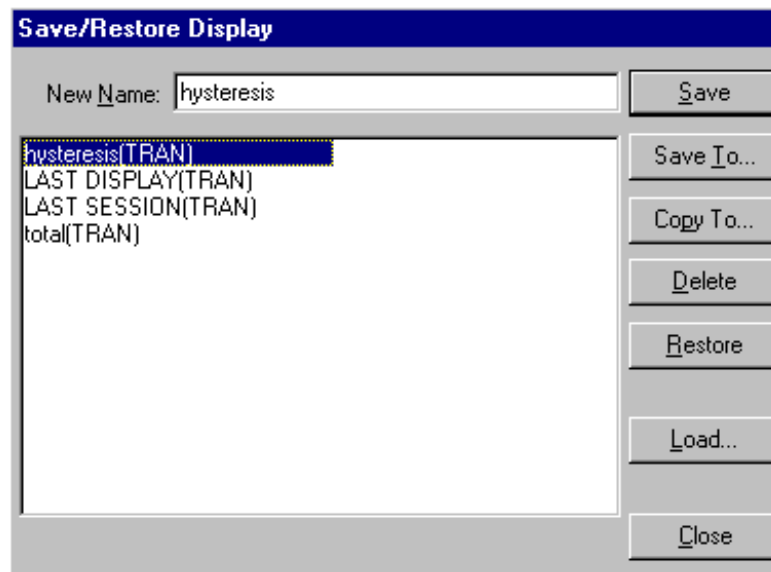 Save/Restore Display
New Name: hysteresis
Save
hysteresis(TRAN)
LAST DISPLAY(TRAN)
LAST SESSION(TRAN)
total(TRAN)
Save To...
Copy To...
Delete
Restore
Load...
Close